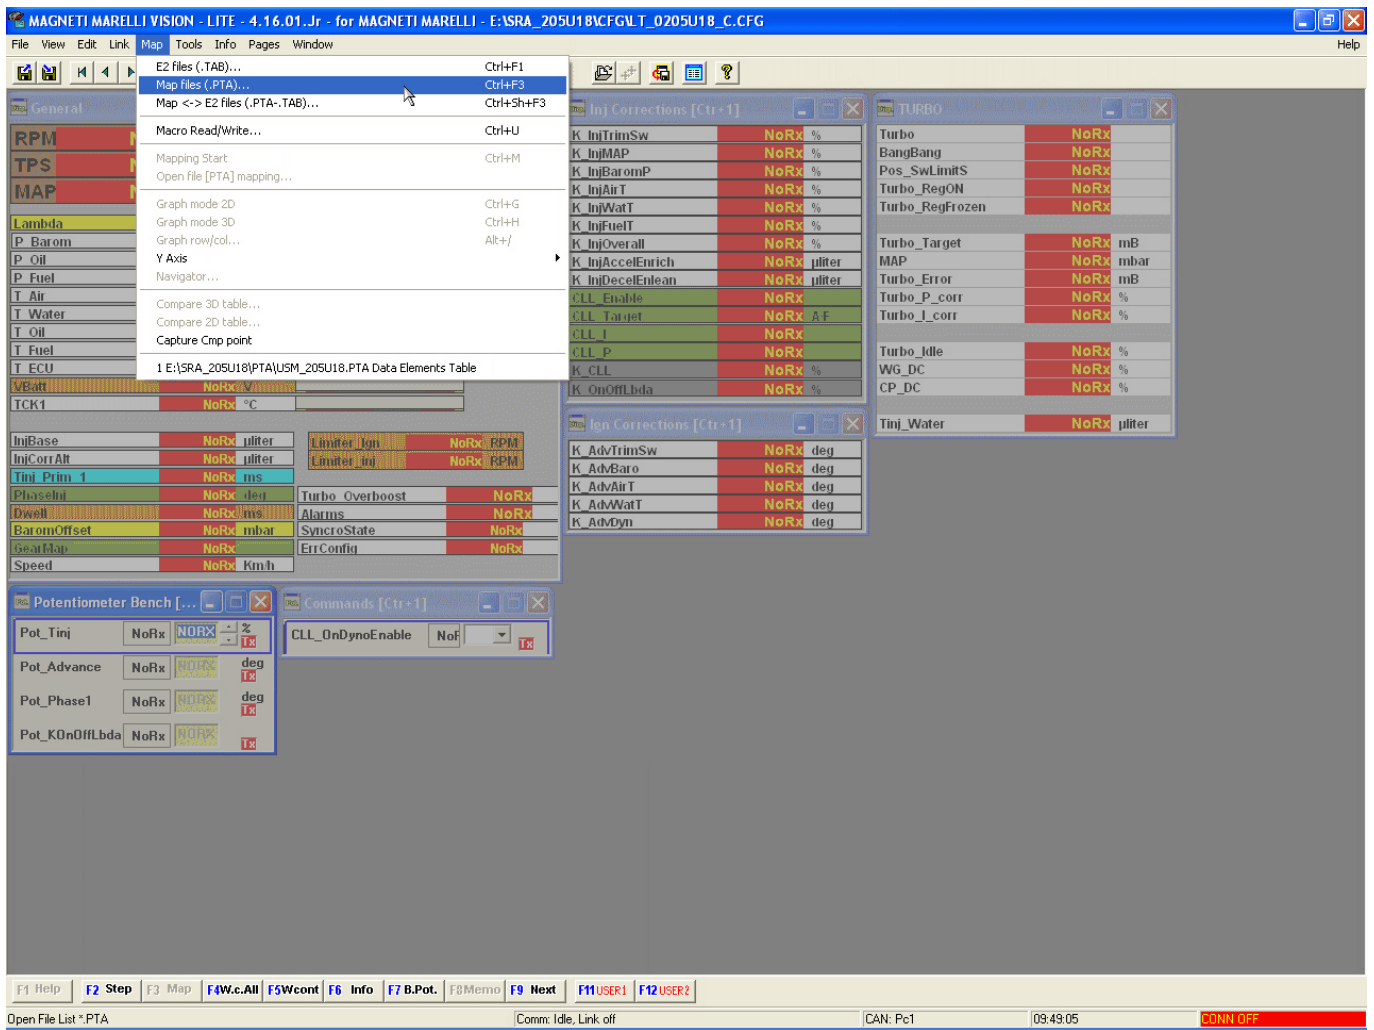 MAGNETI MARELLI VISION - LITE - 4.16.01.Jr - for MAGNETI MARELLI - E:\SRA_205U18\CFG\LT_0205U18_C.CFG
File View Edit Link Map Tools Info Pages Window Help
E2 files (.TAB)... Ctrl+F1
Map files (.PTA)... Ctrl+F3
Map <-> E2 files (.PTA-.TAB)... Ctrl+Sh+F3
Macro Read/Write... Ctrl+U
Mapping Start Ctrl+M
Open file [PTA] mapping...
Graph mode 2D Ctrl+G
Graph mode 3D Ctrl+H
Graph row/col... Alt+/
Y Axis
Navigator...
Compare 3D table...
Compare 2D table...
Capture Cmp point
1 E:\SRA_205U18\PTA\USM_205U18.PTA Data Elements Table
General
RPM
TPS
MAP
Lambda
P_Barom
P_Oil
P_Fuel
T_Air
T_Water
T_Oil
T_Fuel
T_ECU
VBatt NoRx V
TCK1 NoRx °C
InjBase NoRx µliter
InjCorrAlt NoRx µliter
Tinj_Prim_1 NoRx ms
PhaseInj NoRx deg
Dwell NoRx ms
BaromOffset NoRx mbar
GearMap NoRx
Speed NoRx Km/h
Limiter_Ign NoRx RPM
Limiter_inj NoRx RPM
Turbo_Overboost NoRx
Alarms NoRx
SyncroState NoRx
ErrConfig NoRx
Inj Corrections [Ctr+1]
K_InjTrimSw NoRx %
K_InjMAP NoRx %
K_InjBaromP NoRx %
K_InjAirT NoRx %
K_InjWatT NoRx %
K_InjFuelT NoRx %
K_InjOverall NoRx %
K_InjAccelEnrich NoRx µliter
K_InjDecelEnlean NoRx µliter
CLL_Enable NoRx
CLL_Target NoRx AF
CLL_I NoRx
CLL_P NoRx
K_CLL NoRx %
K_OnOffLbda NoRx %
Ign Corrections [Ctr+1]
K_AdvTrimSw NoRx deg
K_AdvBaro NoRx deg
K_AdvAirT NoRx deg
K_AdvWatT NoRx deg
K_AdvDyn NoRx deg
TURBO
Turbo NoRx
BangBang NoRx
Pos_SwLimitS NoRx
Turbo_RegON NoRx
Turbo_RegFrozen NoRx
Turbo_Target NoRx mB
MAP NoRx mbar
Turbo_Error NoRx mB
Turbo_P_corr NoRx %
Turbo_I_corr NoRx %
Turbo_Idle NoRx %
WG_DC NoRx %
CP_DC NoRx %
Tinj_Water NoRx µliter
Potentiometer Bench [...
Pot_Tinj NoRx NORX % Tx
Pot_Advance NoRx NORX deg Tx
Pot_Phase1 NoRx NORX deg Tx
Pot_KOnOffLbda NoRx NORX Tx
Commands [Ctr+1]
CLL_OnDynoEnable NoF Tx
F1 Help F2 Step F3 Map F4W.c.All F5Wcont F6 Info F7 B.Pot. F8Memo F9 Next F11USER1 F12USER2
Open File List *.PTA Comm: Idle, Link off CAN: Pc1 09:49:05 CONN OFF